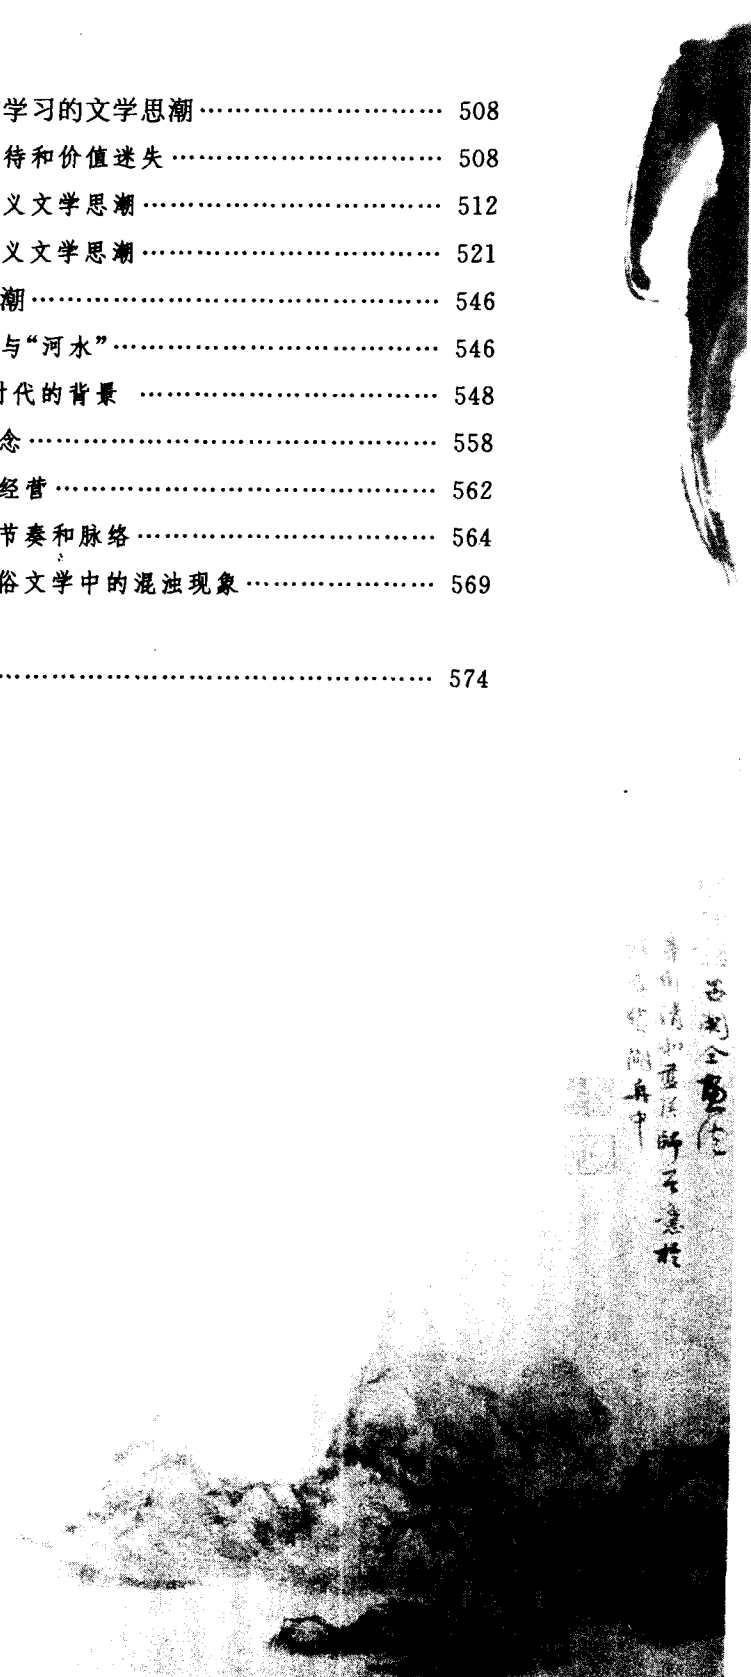 学习的文学思潮…………………………… 508
待和价值迷失…………………………… 508
义文学思潮…………………………… 512
义文学思潮…………………………… 521
潮…………………………… 546
与“河水”…………………………… 546
时代的背景 …………………………… 548
念…………………………… 558
经营…………………………… 562
节奏和脉络…………………………… 564
俗文学中的混浊现象…………………………… 569
…………………………… 574